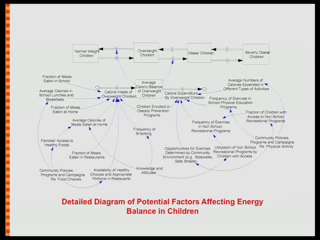 Normal Weight
Children
Overweight
Children
Obese Children
Severely Obese
Children
Fraction of Meals
Eaten in School
Average
Caloric Balance
of Overweight Children
Average Numbers of
Calories Expended in
Different Types of Activities
Average Calories in
School Lunches and
Breakfasts
Caloric Intake of
Overweight Children
Caloric Expenditure
by Overweight Children
Frequency of Exercise in
School Physical Education
Programs
Fraction of Meals
Eaten at Home
Children Enrolled in
Obesity Prevention
Programs
Fraction of Children with
Access to Non School
Recreational Programs
Average Calories of
Meals Eaten at Home
Frequency of
Snacking
Frequency of Exercise
in Non School
Recreational Programs
Families' Access to
Healthy Foods
Fraction of Meals
Eaten in Restaurants
Opportunities for Exercise
Determined by Community
Environment (e.g., Sidewalks,
Safe Streets)
Utilization of Non School
Recreational Programs by
Children with Access
Community Policies,
Programs and Campaigns
Re: Physical Activity
Community Policies,
Programs and Campaigns
Re: Food Choices
Availability of Healthy
Choices and Appropriate
Portions in Restaurants
Knowledge and
Attitudes
Detailed Diagram of Potential Factors Affecting Energy
Balance in Children